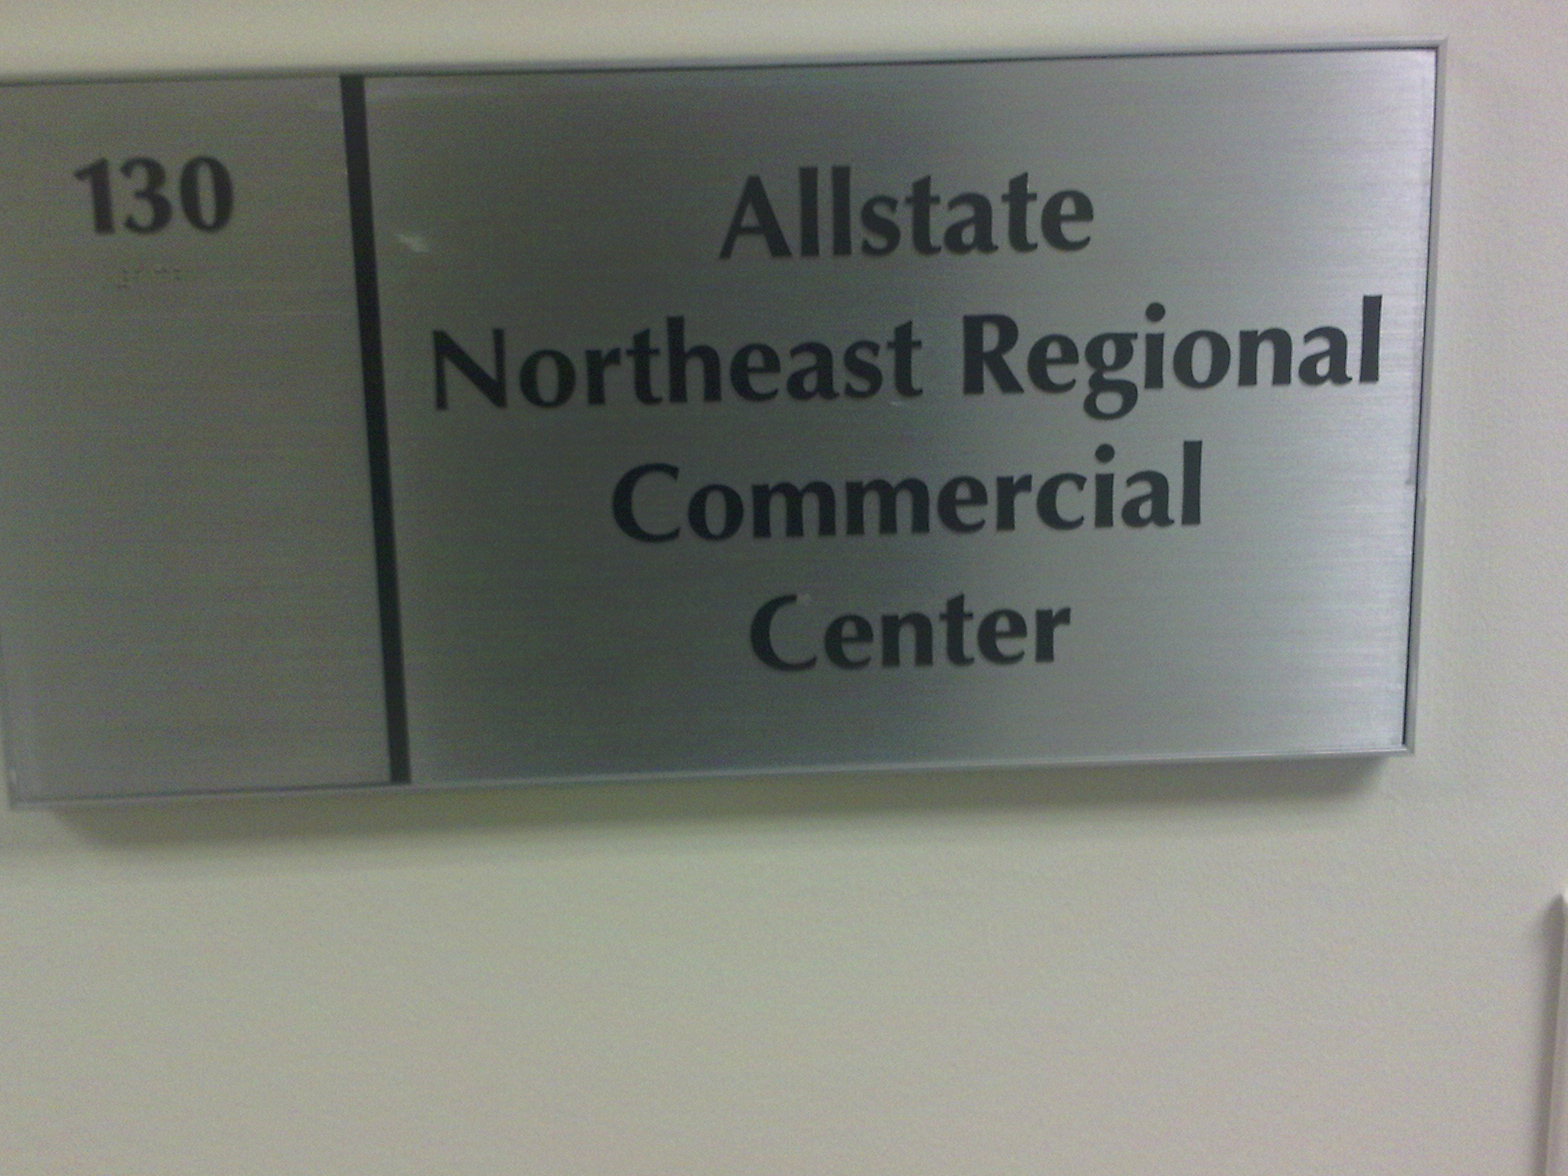 130
Allstate
Northeast Regional
Commercial
Center